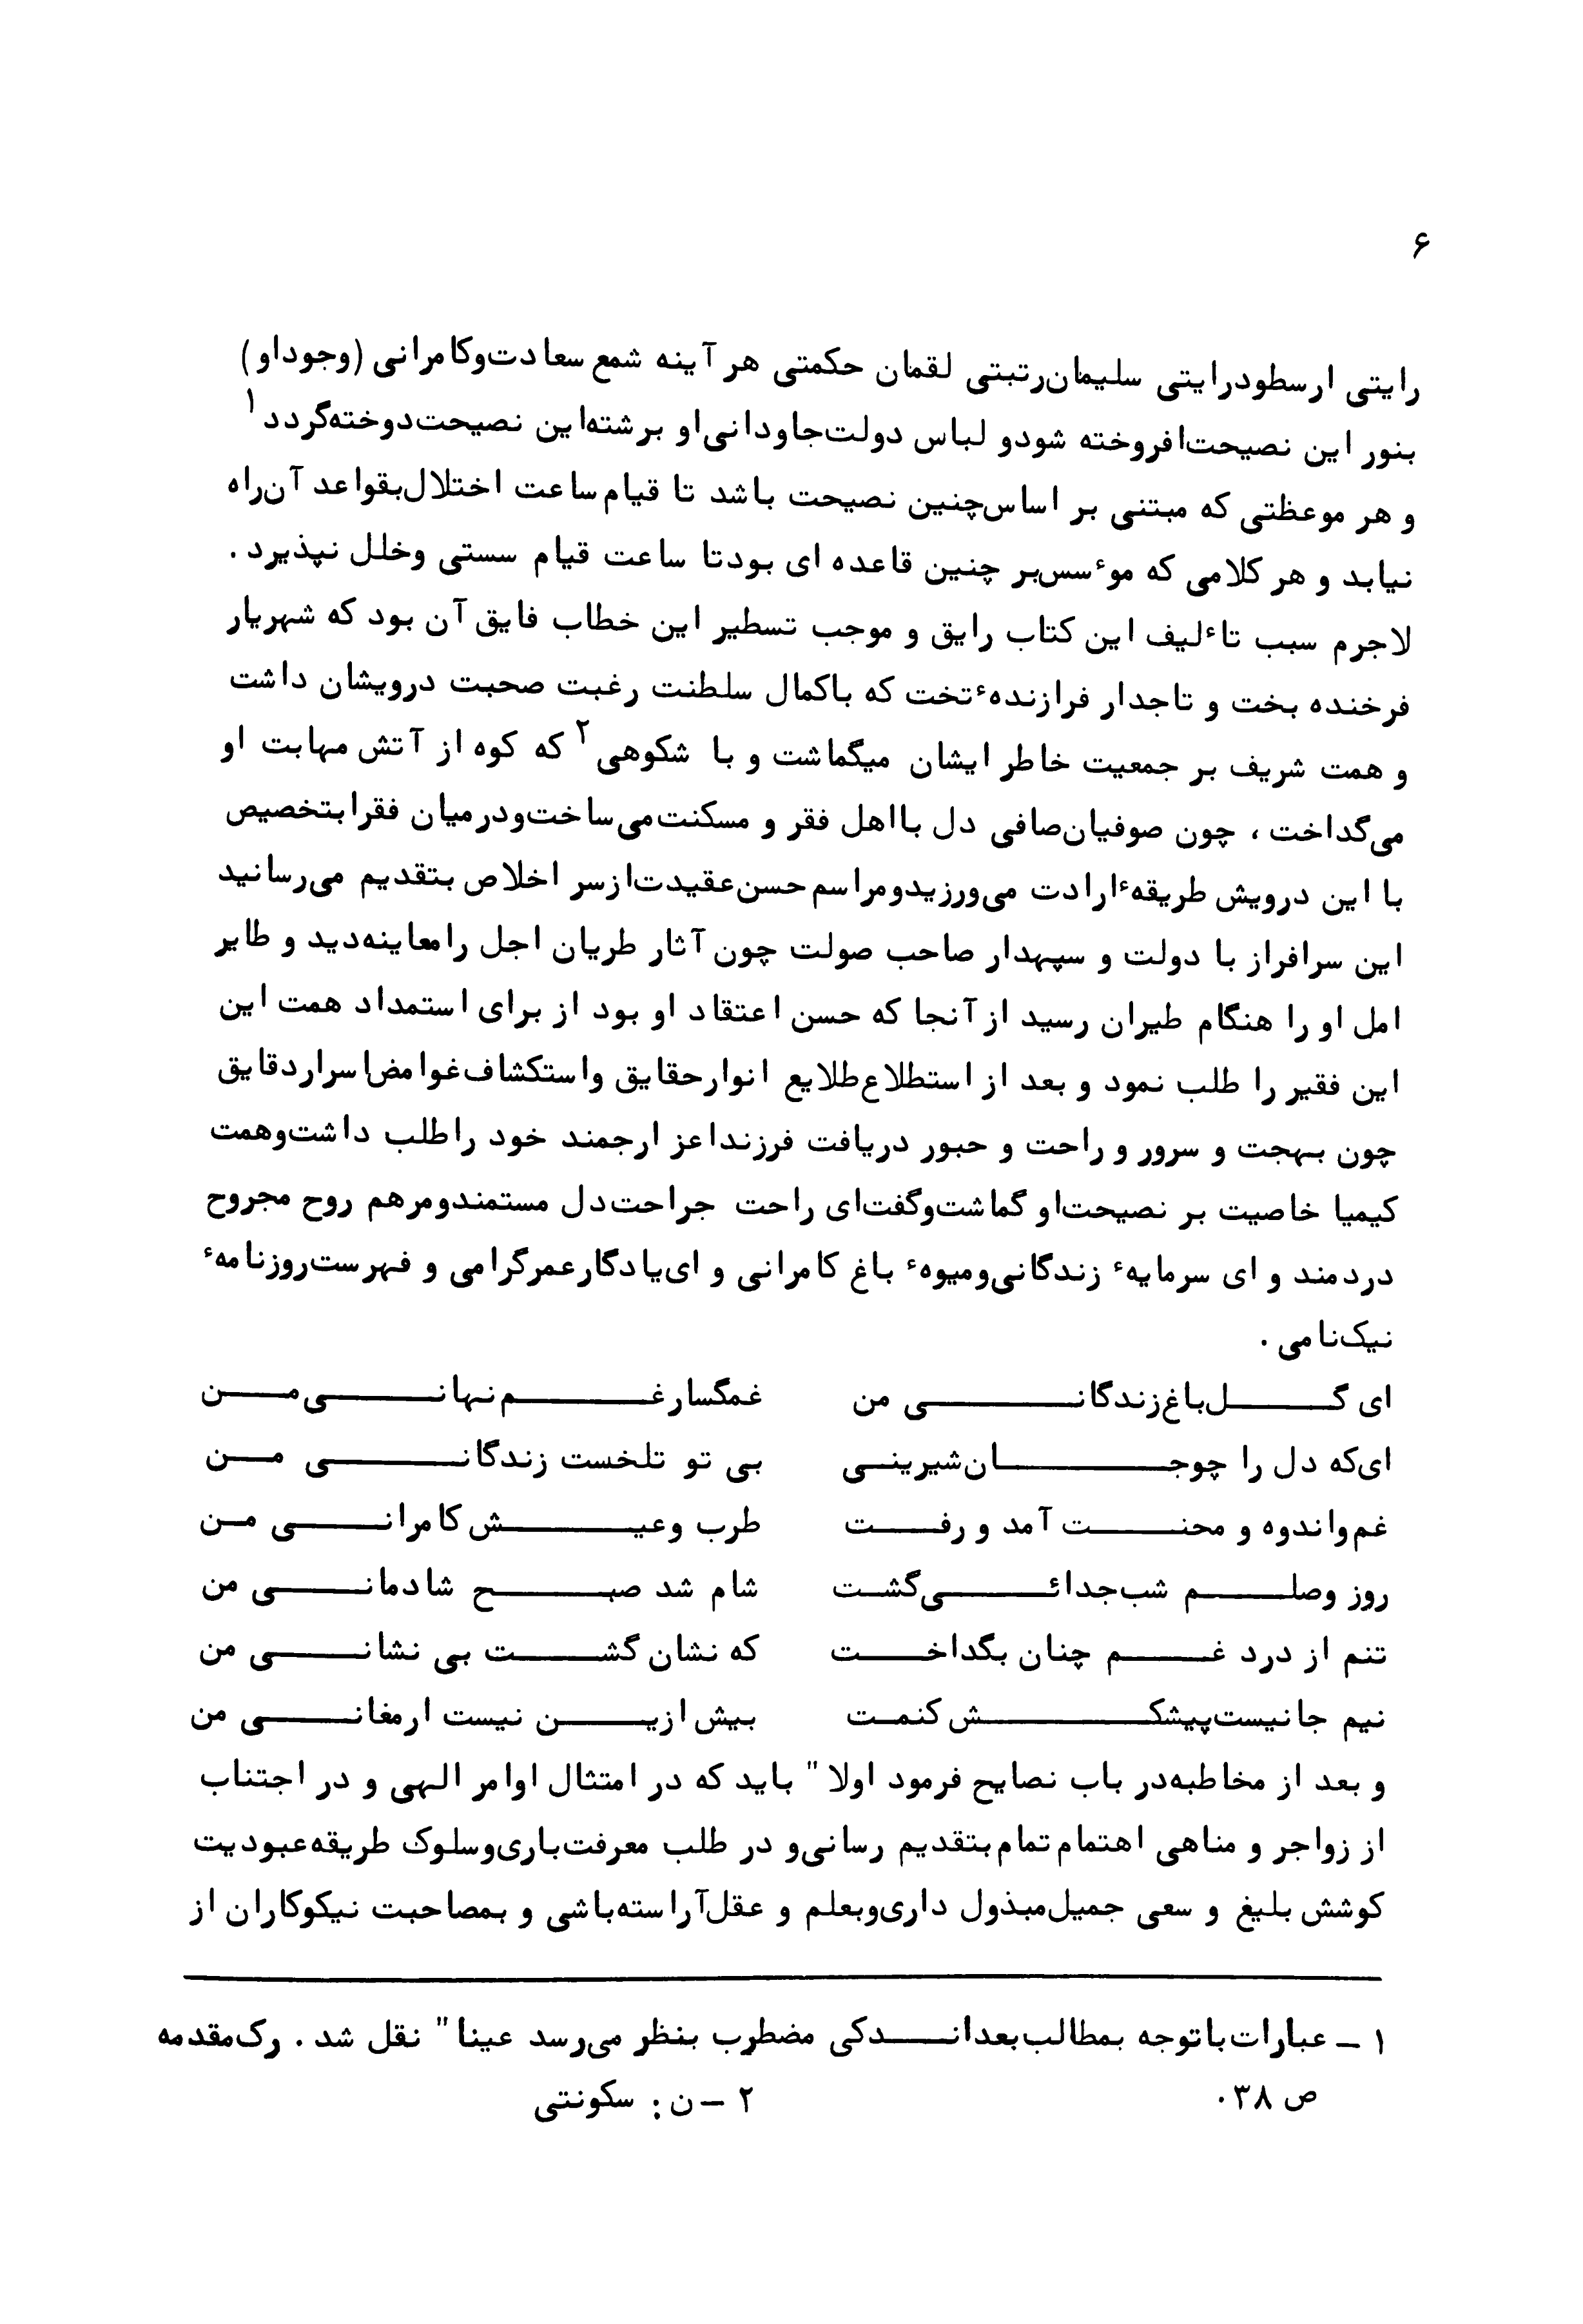 ۶
رایتی ارسطودرایتی سلیمان‌رتبتی لقمان حکمتی هر آینه شمع سعادت‌وکامرانی (وجوداو)
بنور این نصیحت‌افروخته شودو لباس دولت‌جاودانی‌او برشته‌این نصیحت‌دوخته‌گردد ۱
و هر موعظتی که مبتنی بر اساس‌چنین نصیحت باشد تا قیام‌ساعت اختلال‌بقواعد آن‌راه
نیابد و هر کلامی که موٴسس‌بر چنین قاعده ای بودتا ساعت قیام سستی وخلل نپذیرد .
لاجرم سبب تاٴلیف این کتاب رایق و موجب تسطیر این خطاب فایق آن بود که شهریار
فرخنده بخت و تاجدار فرازندهٴ‌تخت که باکمال سلطنت رغبت صحبت درویشان داشت
و همت شریف بر جمعیت خاطر ایشان میگماشت و با شکوهی ۲ که کوه از آتش مهابت او
می‌گداخت ، چون صوفیان‌صافی دل بااهل فقر و مسکنت‌می‌ساخت‌ودرمیان فقرابتخصیص
با این درویش طریقهٴ‌ارادت می‌ورزیدومراسم‌حسن‌عقیدت‌ازسر اخلاص بتقدیم می‌رسانید
این سرافراز با دولت و سپهدار صاحب صولت چون آثار طریان اجل رامعاینه‌دید و طایر
امل او را هنگام طیران رسید از آنجا که حسن اعتقاد او بود از برای استمداد همت این
این فقیر را طلب نمود و بعد از استطلاع‌طلایع انوارحقایق واستکشاف‌غوامض‌اسراردقایق
چون بهجت و سرور و راحت و حبور دریافت فرزنداعز ارجمند خود راطلب داشت‌وهمت
کیمیا خاصیت بر نصیحت‌او گماشت‌وگفت‌ای راحت جراحت‌دل مستمندومرهم روح مجروح
دردمند و ای سرمایهٴ زندگانی‌ومیوهٴ باغ کامرانی و ای‌یادگارعمرگرامی و فهرست‌روزنامهٴ
نیک‌نامی .
ای گـــل‌باغ‌زندگانـــی من غمگسارغـــم‌نهانـــی‌مـــن
ای‌که دل را چوجـــان‌شیرینـــی بی تو تلخست زندگانـــی مـــن
غم‌واندوه و محنـــت آمد و رفـــت طرب وعیـــش‌کامرانـــی مـــن
روز وصلـــم شب‌جدائـــی‌گشـــت شام شد صبـــح شادمانـــی من
تنم از درد غـــم چنان بگداخـــت که نشان گشـــت بی نشانـــی من
نیم جانیست‌پیشکـــش کنمـــت بیش ازیـــن نیست ارمغانـــی من
و بعد از مخاطبه‌در باب نصایح فرمود اولا " باید که در امتثال اوامر الهی و در اجتناب
از زواجر و مناهی اهتمام‌تمام‌بتقدیم رسانی‌و در طلب معرفت‌باری‌وسلوک طریقه‌عبودیت
کوشش بلیغ و سعی جمیل‌مبذول داری‌وبعلم و عقل‌آراسته‌باشی و بمصاحبت نیکوکاران از
۱ - عبارات‌باتوجه بمطالب‌بعدانـــدکی مضطرب بنظر می‌رسد عینا " نقل شد . رک‌مقدمه
ص ۳۸۰ ۲ - ن : سکونتی